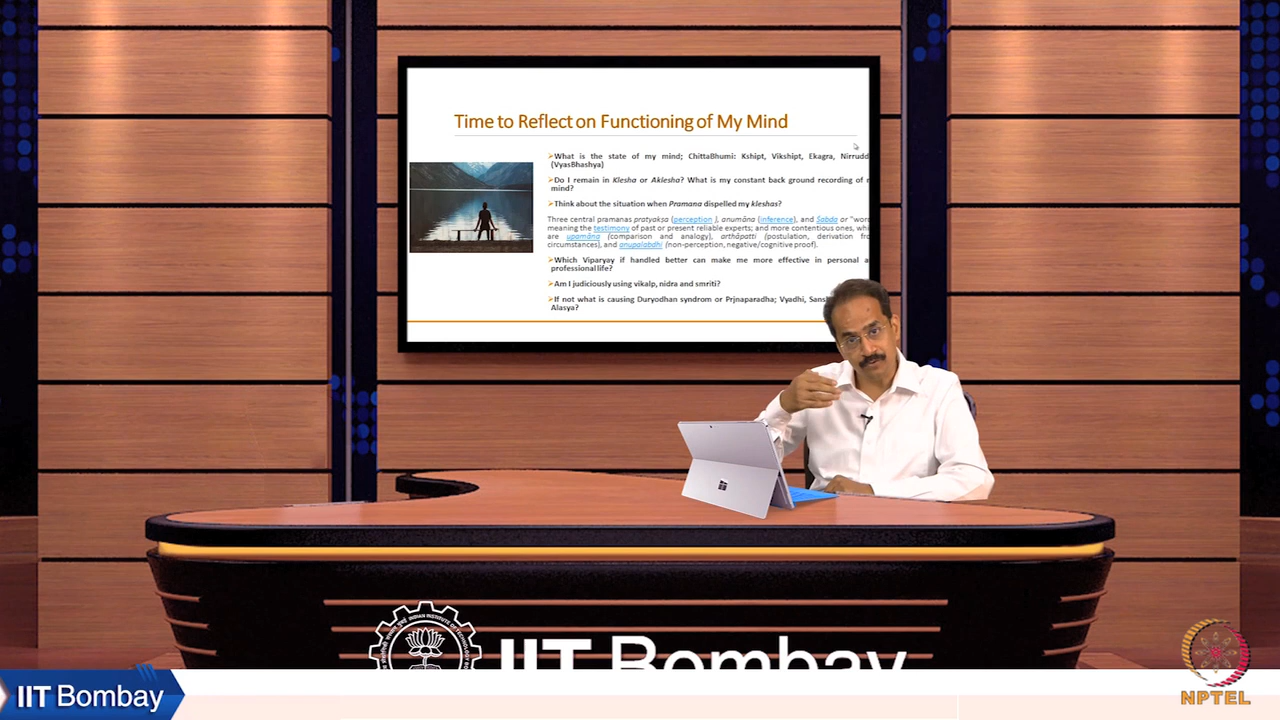 Time to Reflect on Functioning of My Mind
➢What is the state of my mind; ChittaBhumi: Kshipt, Vikshipt, Ekagra, Nirrudd
(VyasBhashya)
➢Do I remain in Klesha or Aklesha? What is my constant back ground recording of
mind?
➢Think about the situation when Pramana dispelled my kleshas?
Three central pramanas pratyakṣa (perception ), anumāna (inference), and Śabda or "wor
meaning the testimony of past or present reliable experts; and more contentious ones, whi
are upamāna (comparison and analogy), arthāpatti (postulation, derivation fro
circumstances), and anupalabdhi (non-perception, negative/cognitive proof).
➢Which Viparyay if handled better can make me more effective in personal a
professional life?
➢Am I judiciously using vikalp, nidra and smriti?
➢If not what is causing Duryodhan syndrom or Prjnaparadha; Vyadhi, Sansh
Alasya?
IIT Bombay
IIT Bombay
NPTEL